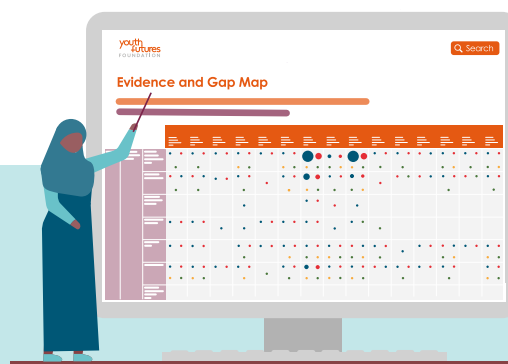 youth
futures
FOUNDATION
Search
Evidence and Gap Map